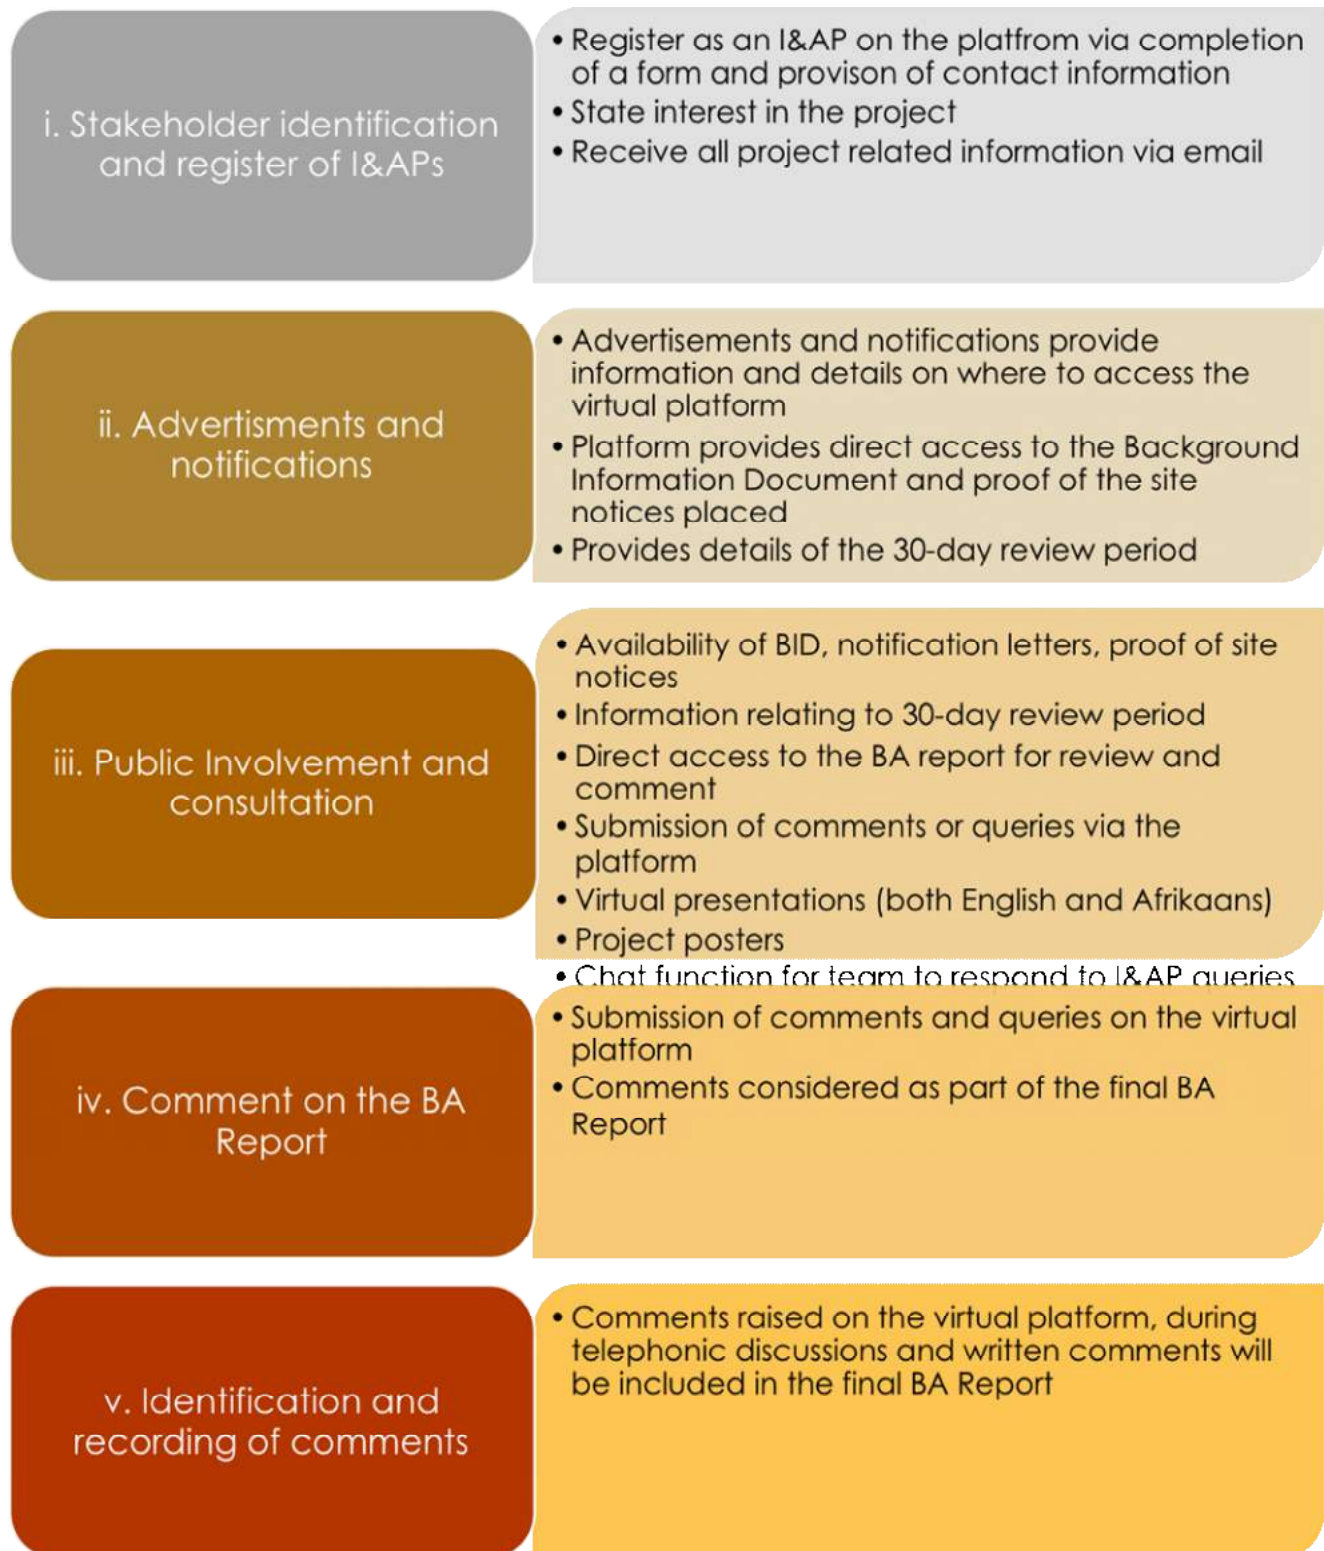 i. Stakeholder identification
and register of I&APs
• Register as an I&AP on the platfrom via completion
of a form and provison of contact information
• State interest in the project
• Receive all project related information via email
ii. Advertisments and
notifications
• Advertisements and notifications provide
information and details on where to access the
virtual platform
• Platform provides direct access to the Background
Information Document and proof of the site
notices placed
• Provides details of the 30-day review period
iii. Public Involvement and
consultation
• Availability of BID, notification letters, proof of site
notices
• Information relating to 30-day review period
• Direct access to the BA report for review and
comment
• Submission of comments or queries via the
platform
• Virtual presentations (both English and Afrikaans)
• Project posters
• Chat function for team to respond to I&AP queries
iv. Comment on the BA
Report
• Submission of comments and queries on the virtual
platform
• Comments considered as part of the final BA
Report
v. Identification and
recording of comments
• Comments raised on the virtual platform, during
telephonic discussions and written comments will
be included in the final BA Report